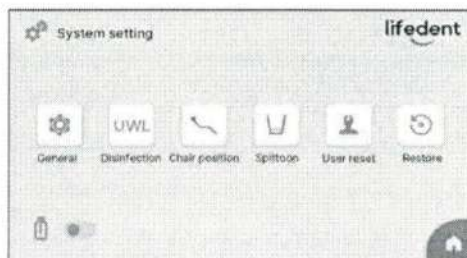 System setting
lifedent
UWL
General
Disinfection
Chair position
Spittoon
User reset
Restore